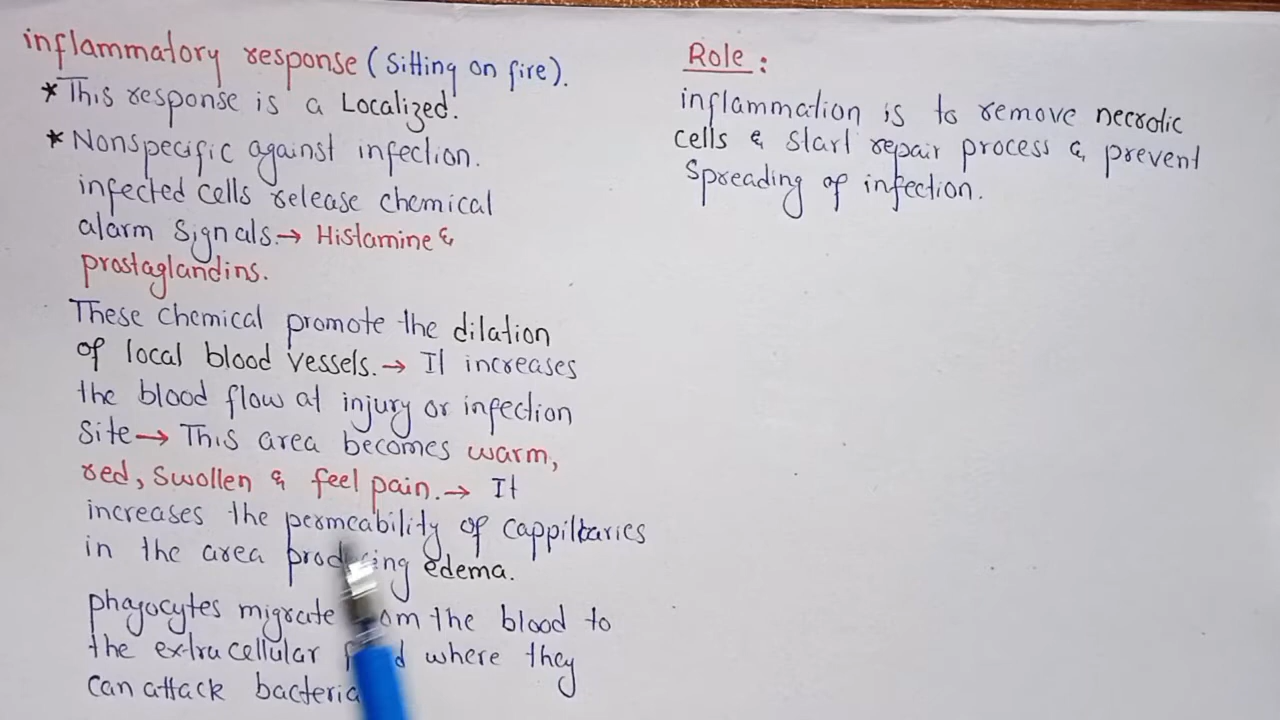 inflammatory response (Sitting on fire).
* This response is a Localized.
* Nonspecific against infection.
infected cells release chemical
alarm Signals. → Histamine &
prostaglandins.
These chemical promote the dilation
of local blood vessels. → It increases
the blood flow at injury or infection
Site → This area becomes warm,
red, Swollen & feel pain. → It
increases the permeability of cappillaries
in the area edema.
phagocytes migrate the blood to
the extracellular where they
can attack bacteria
Role :
inflammation is to remove necrotic
cells & start repair process & prevent
Spreading of infection.